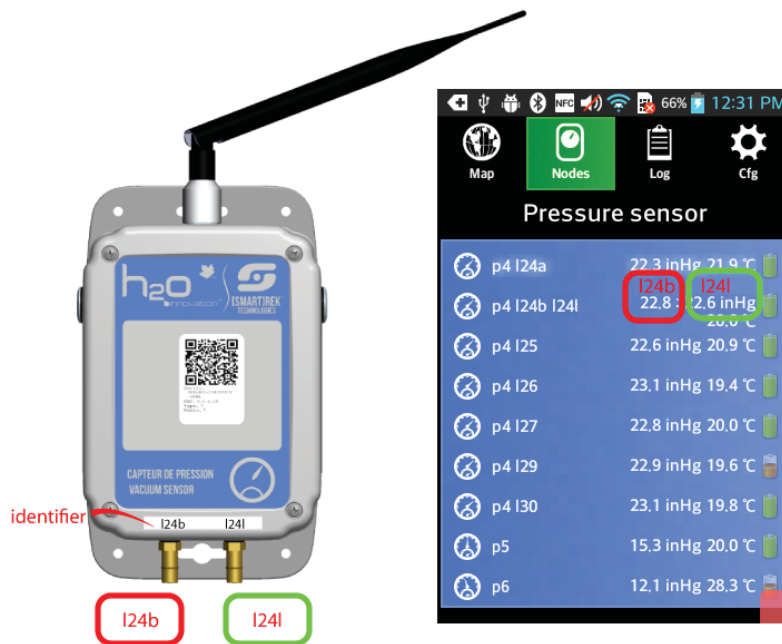 66% 12:31 PM
Map Nodes Log Cfg
Pressure sensor
p4 l24a 22,3 inHg 21,9 ℃
l24b l24l
p4 l24b l24l 22,8 : 22,6 inHg
20,0 ℃
p4 l25 22,6 inHg 20,9 ℃
p4 l26 23,1 inHg 19,4 ℃
p4 l27 22,8 inHg 20,0 ℃
p4 l29 22,9 inHg 19,6 ℃
p4 l30 23,1 inHg 19,8 ℃
p5 15,3 inHg 20,0 ℃
p6 12,1 inHg 28,3 ℃
NFC
h2o
innovation
ISMARTJREK
TECHNOLOGIES
CAPTEUR DE PRESSION
VACUUM SENSOR
identifier
l24b l24l
l24b l24l